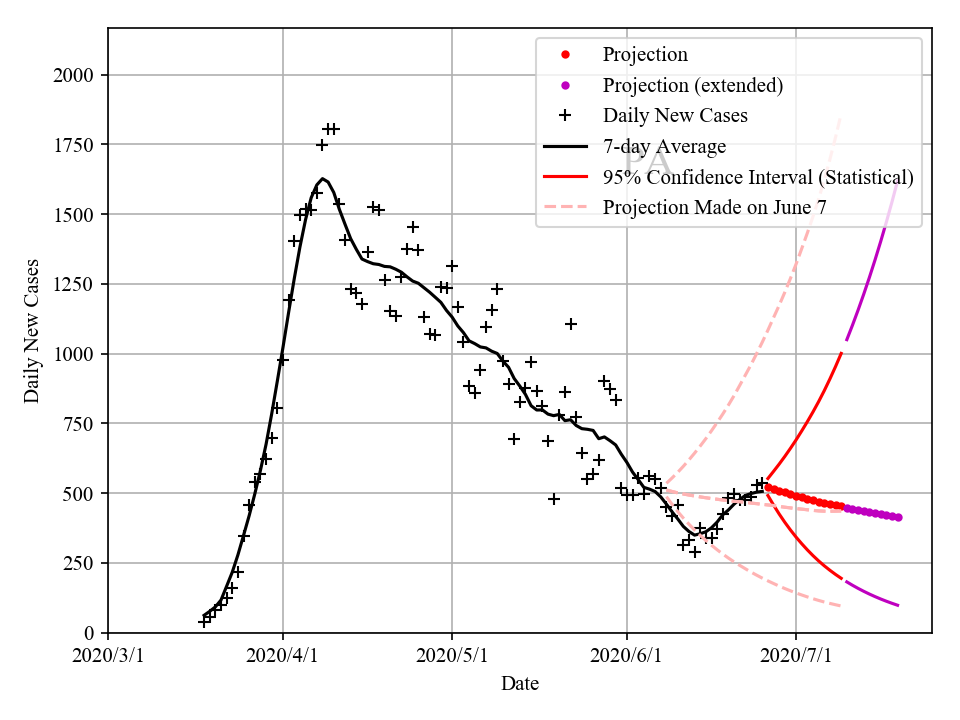 Daily New Cases
2000
1750
1500
1250
1000
750
500
250
0
PA
Projection
Projection (extended)
Daily New Cases
7-day Average
95% Confidence Interval (Statistical)
Projection Made on June 7
2020/3/1
2020/4/1
2020/5/1
2020/6/1
2020/7/1
Date